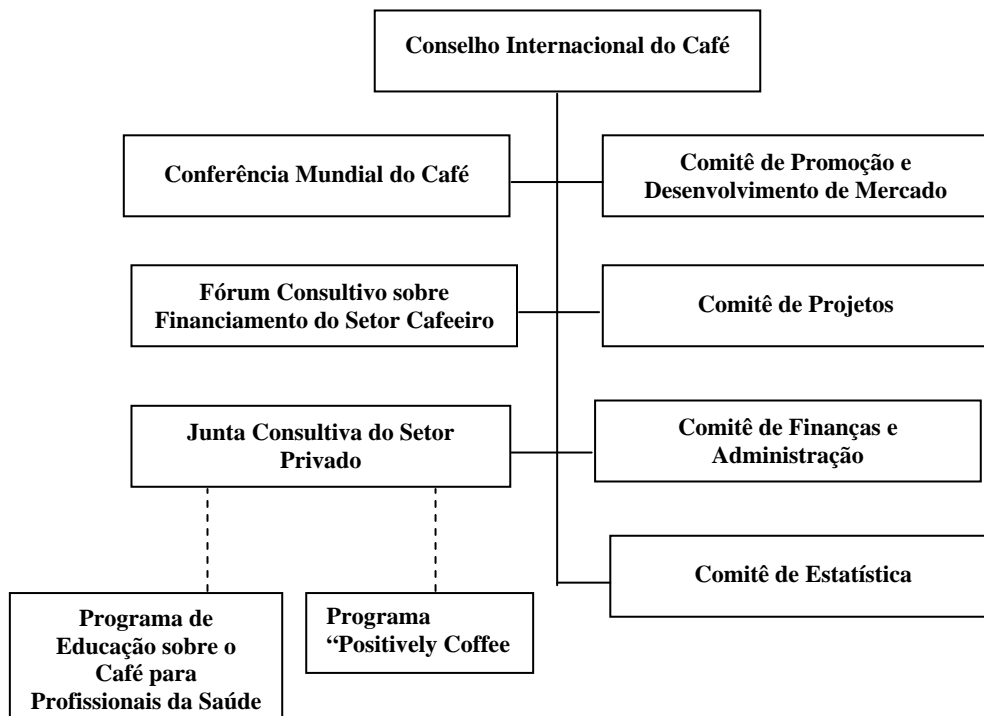 Conselho Internacional do Café
Conferência Mundial do Café
Comitê de Promoção e
Desenvolvimento de Mercado
Fórum Consultivo sobre
Financiamento do Setor Cafeeiro
Comitê de Projetos
Junta Consultiva do Setor
Privado
Comitê de Finanças e
Administração
Comitê de Estatística
Programa de
Educação sobre o
Café para
Profissionais da Saúde
Programa
“Positively Coffee